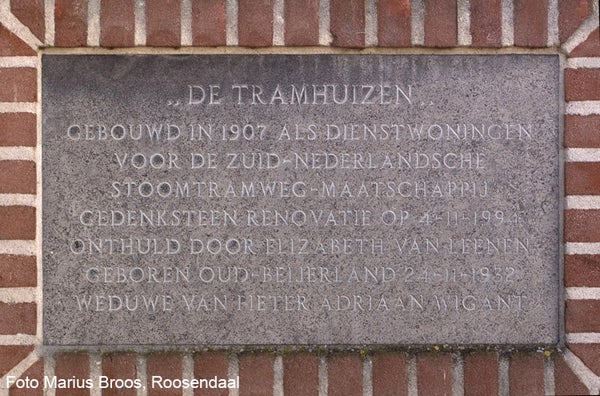 „DE TRAMHUIZEN„
GEBOUWD IN 1907 ALS DIENSTWONINGEN
VOOR DE ZUID-NEDERLANDSCHE
STOOMTRAMWEG-MAATSCHAPPIJ
GEDENKSTEEN RENOVATIE OP 4-11-1994
ONTHULD DOOR ELIZABETH VAN LEENEN
GEBOREN OUD-BEIJERLAND 24-11-1932
WEDUWE VAN PIETER ADRIAAN WIGANT
Foto Marius Broos, Roosendaal